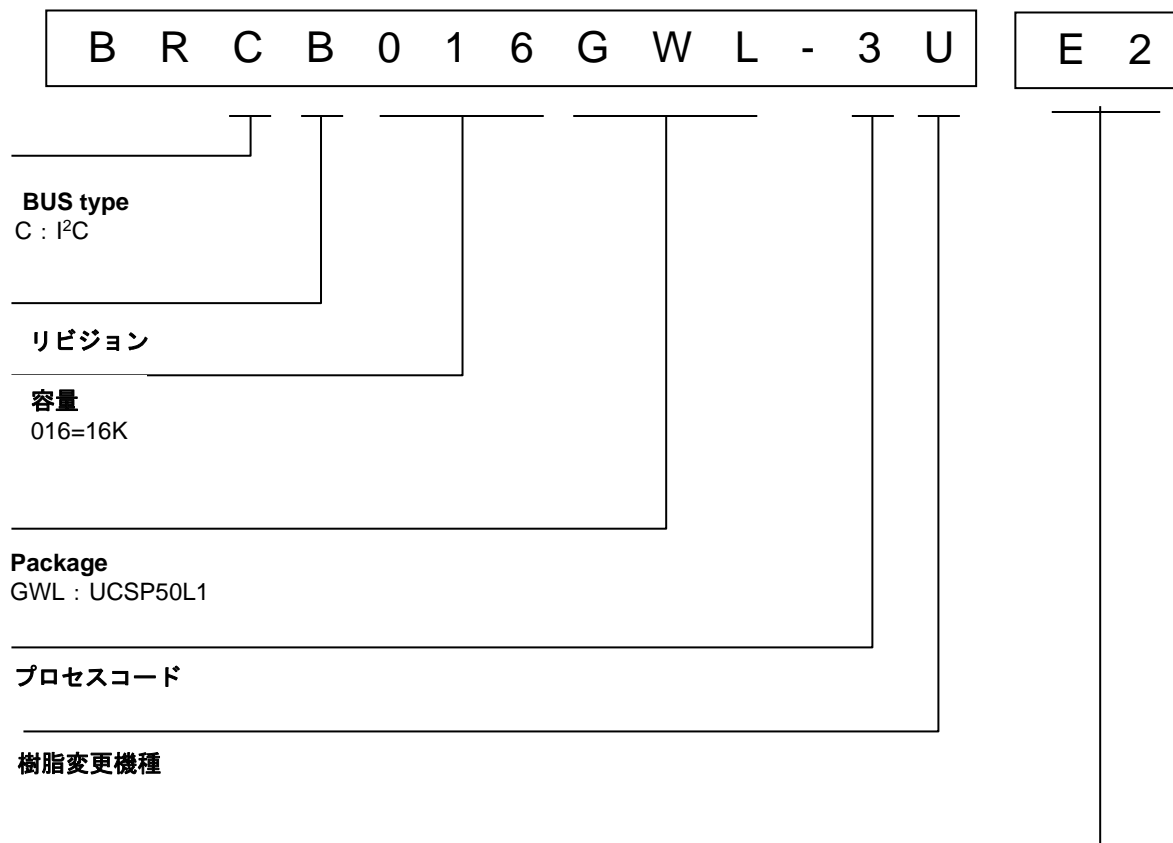 B R C B 0 1 6 G W L - 3 U E 2
BUS type
C : I²C
リビジョン
容量
016=16K
Package
GWL : UCSP50L1
プロセスコード
樹脂変更機種